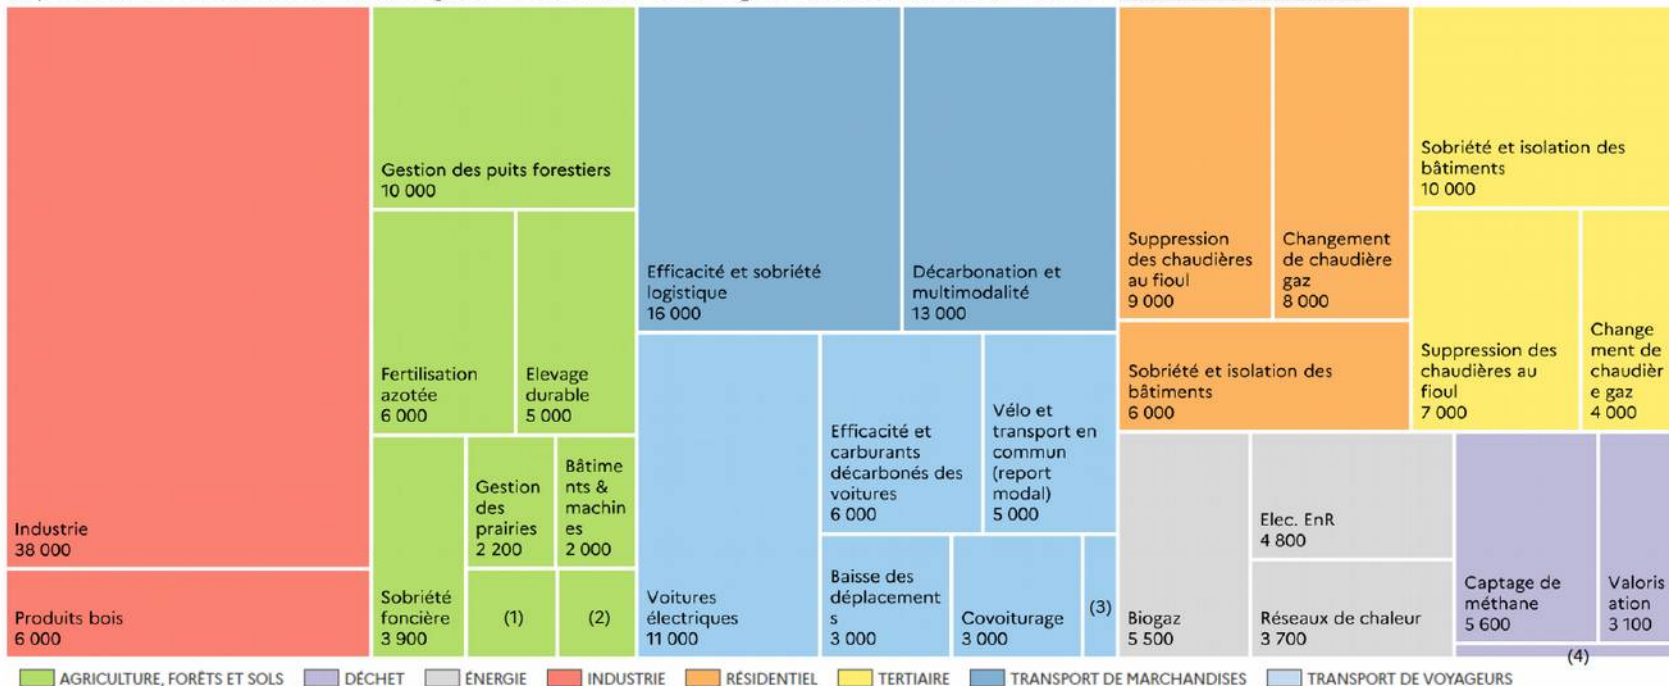 Industrie
38 000
Produits bois
6 000
Gestion des puits forestiers
10 000
Fertilisation
azotée
6 000
Elevage
durable
5 000
Sobriété
foncière
3 900
Gestion
des
prairies
2 200
Bâtime
nts &
machin
es
2 000
(1)
(2)
Efficacité et sobriété
logistique
16 000
Décarbonation et
multimodalité
13 000
Voitures
électriques
11 000
Efficacité et
carburants
décarbonés des
voitures
6 000
Vélo et
transport en
commun
(report
modal)
5 000
Baisse des
déplacement
s
3 000
Covoiturage
3 000
(3)
Suppression
des chaudières
au fioul
9 000
Changement
de chaudière
gaz
8 000
Sobriété et isolation des
bâtiments
6 000
Sobriété et isolation des
bâtiments
10 000
Suppression des
chaudières au
fioul
7 000
Change
ment de
chaudièr
e gaz
4 000
Biogaz
5 500
Elec. EnR
4 800
Réseaux de chaleur
3 700
Captage de
méthane
5 600
Valoris
ation
3 100
(4)
AGRICULTURE, FORÊTS ET SOLS
DÉCHET
ÉNERGIE
INDUSTRIE
RÉSIDENTIEL
TERTIAIRE
TRANSPORT DE MARCHANDISES
TRANSPORT DE VOYAGEURS